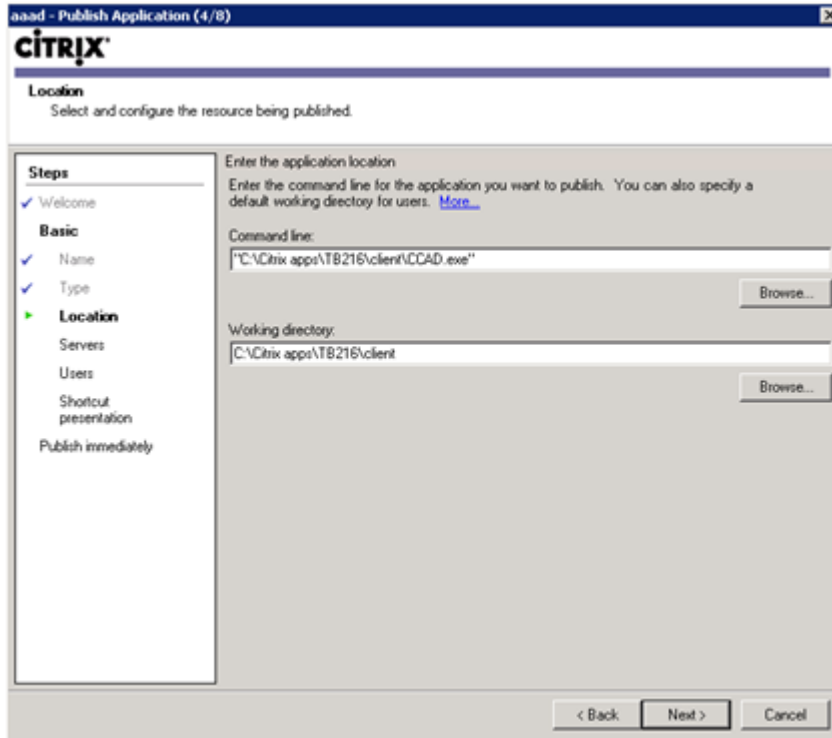 aaad - Publish Application (4/8)
CİTRIX
Location
Select and configure the resource being published.
Steps
Welcome
Basic
Name
Type
Location
Servers
Users
Shortcut
presentation
Publish immediately
Enter the application location
Enter the command line for the application you want to publish. You can also specify a
default working directory for users. More...
Command line:
"C:\Citrix apps\TB216\client\CCAD.exe"
Browse...
Working directory:
C:\Citrix apps\TB216\client
Browse...
< Back
Next >
Cancel